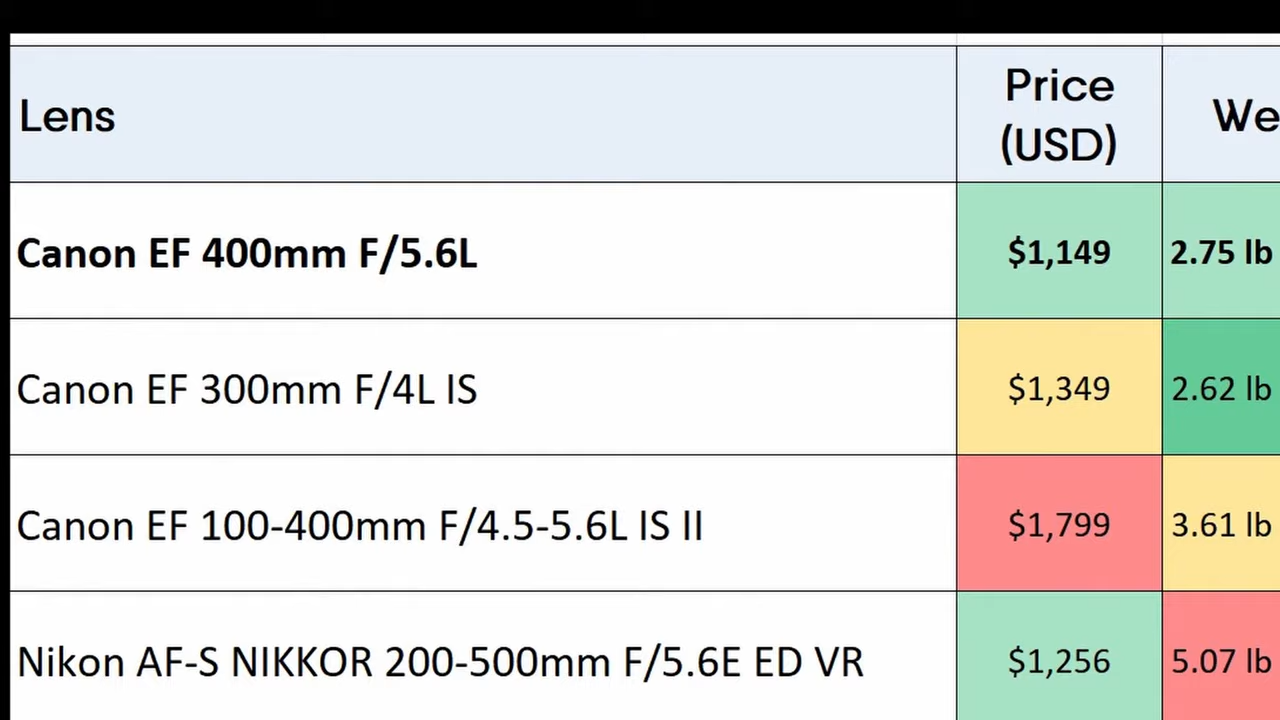 Lens Price (USD) We
Canon EF 400mm F/5.6L $1,149 2.75 lb
Canon EF 300mm F/4L IS $1,349 2.62 lb
Canon EF 100-400mm F/4.5-5.6L IS II $1,799 3.61 lb
Nikon AF-S NIKKOR 200-500mm F/5.6E ED VR $1,256 5.07 lb